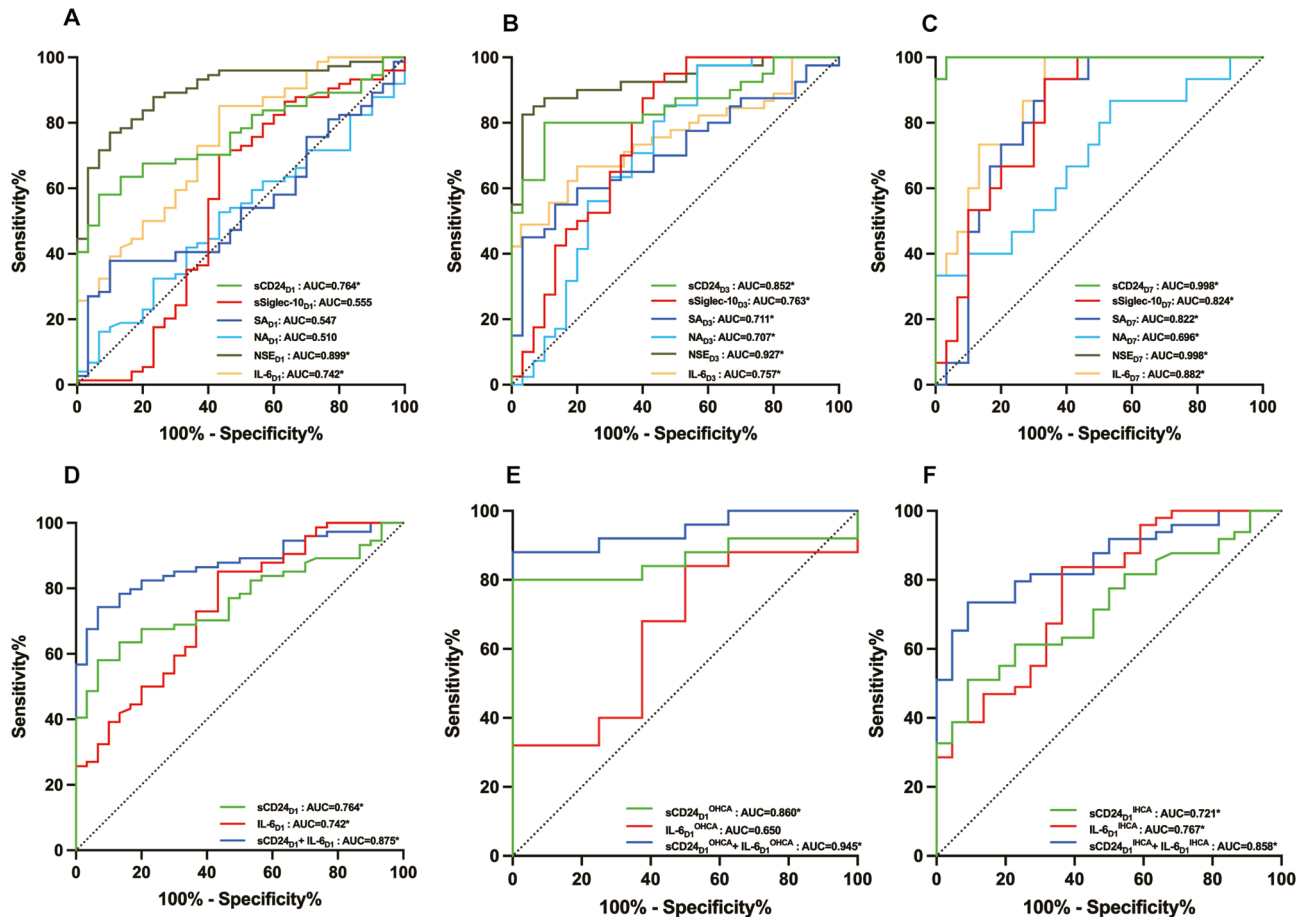 A
Sensitivity%
100
80
60
40
20
0
sCD24D1 : AUC=0.764*
sSiglec-10D1: AUC=0.555
SAD1: AUC=0.547
NAD1: AUC=0.510
NSED1 : AUC=0.899*
IL-6D1: AUC=0.742*
0 20 40 60 80 100
100% - Specificity%
B
Sensitivity%
100
80
60
40
20
0
sCD24D3 : AUC=0.852*
sSiglec-10D3: AUC=0.763*
SAD3: AUC=0.711*
NAD3: AUC=0.707*
NSED3 : AUC=0.927*
IL-6D3: AUC=0.757*
0 20 40 60 80 100
100% - Specificity%
C
Sensitivity%
100
80
60
40
20
0
sCD24D7: AUC=0.998*
sSiglec-10D7: AUC=0.824*
SAD7: AUC=0.822*
NAD7: AUC=0.696*
NSED7 : AUC=0.998*
IL-6D7: AUC=0.882*
0 20 40 60 80 100
100% - Specificity%
D
Sensitivity%
100
80
60
40
20
0
sCD24D1 : AUC=0.764*
IL-6D1: AUC=0.742*
sCD24D1+ IL-6D1: AUC=0.875*
0 20 40 60 80 100
100% - Specificity%
E
Sensitivity%
100
80
60
40
20
0
sCD24D1OHCA : AUC=0.860*
IL-6D1OHCA: AUC=0.650
sCD24D1OHCA+ IL-6D1OHCA: AUC=0.945*
0 20 40 60 80 100
100% - Specificity%
F
Sensitivity%
100
80
60
40
20
0
sCD24D1IHCA : AUC=0.721*
IL-6D1IHCA : AUC=0.767*
sCD24D1IHCA+ IL-6D1IHCA : AUC=0.858*
0 20 40 60 80 100
100% - Specificity%